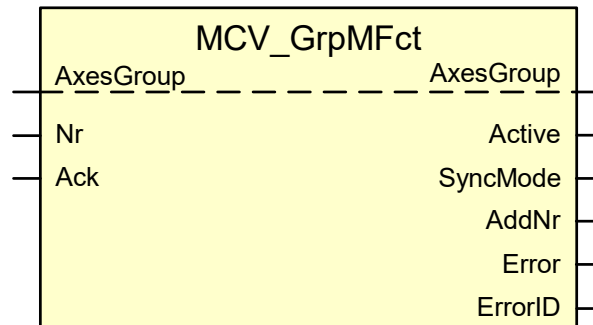 MCV_GrpMFct
AxesGroup AxesGroup
Nr Active
Ack SyncMode
AddNr
Error
ErrorID